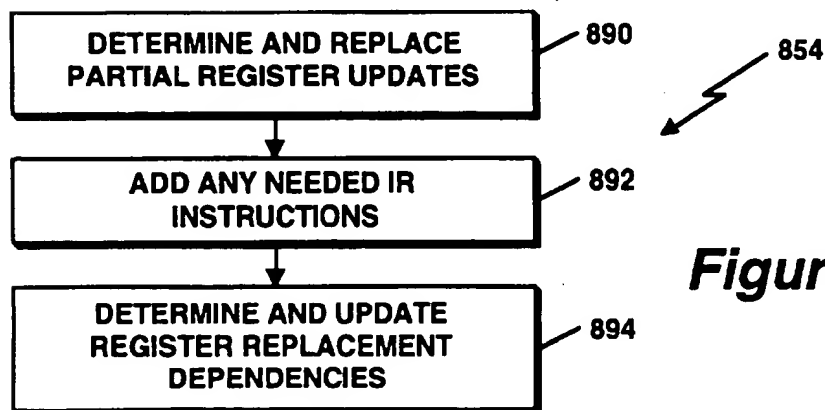 DETERMINE AND REPLACE
PARTIAL REGISTER UPDATES
890
854
ADD ANY NEEDED IR
INSTRUCTIONS
892
Figur
DETERMINE AND UPDATE
REGISTER REPLACEMENT
DEPENDENCIES
894